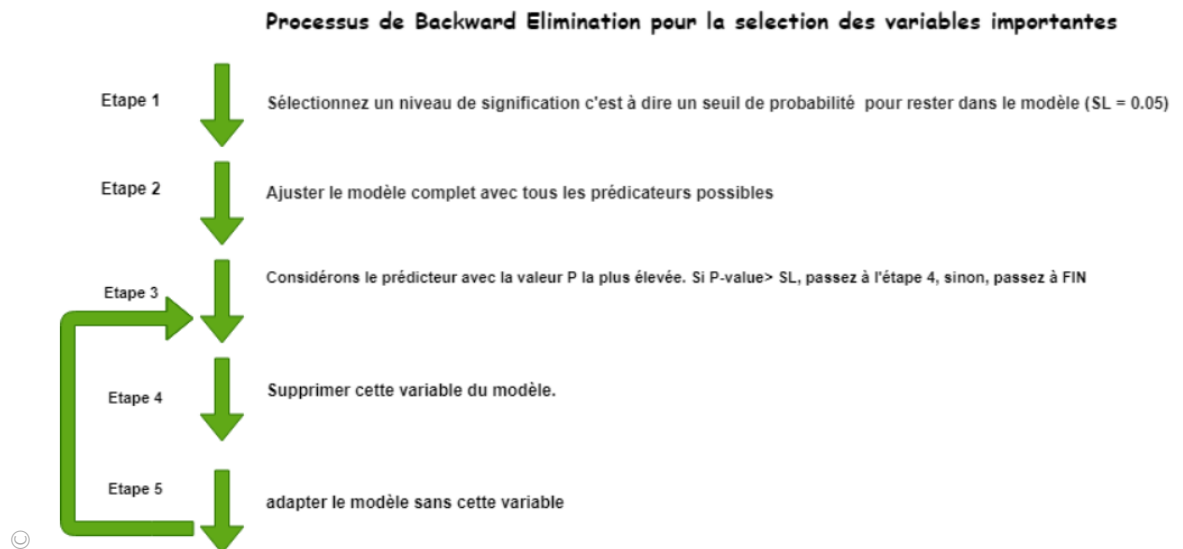 Processus de Backward Elimination pour la selection des variables importantes
Etape 1
Sélectionnez un niveau de signification c'est à dire un seuil de probabilité pour rester dans le modèle (SL = 0.05)
Etape 2
Ajuster le modèle complet avec tous les prédicateurs possibles
Etape 3
Considérons le prédicteur avec la valeur P la plus élevée. Si P-value> SL, passez à l'étape 4, sinon, passez à FIN
Etape 4
Supprimer cette variable du modèle.
Etape 5
adapter le modèle sans cette variable